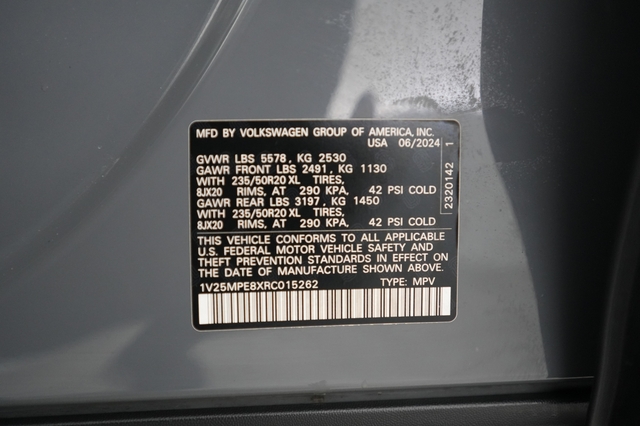 MFD BY VOLKSWAGEN GROUP OF AMERICA, INC.
USA 06/2024
GVWR LBS 5578, KG 2530
GAWR FRONT LBS 2491, KG 1130
WITH 235/50R20 XL TIRES,
8JX20 RIMS, AT 290 KPA, 42 PSI COLD
GAWR REAR LBS 3197, KG 1450
WITH 235/50R20 XL TIRES,
8JX20 RIMS, AT 290 KPA, 42 PSI COLD
THIS VEHICLE CONFORMS TO ALL APPLICABLE
U.S. FEDERAL MOTOR VEHICLE SAFETY AND
THEFT PREVENTION STANDARDS IN EFFECT ON
THE DATE OF MANUFACTURE SHOWN ABOVE.
1V25MPE8XRC015262 TYPE: MPV
2320142 1